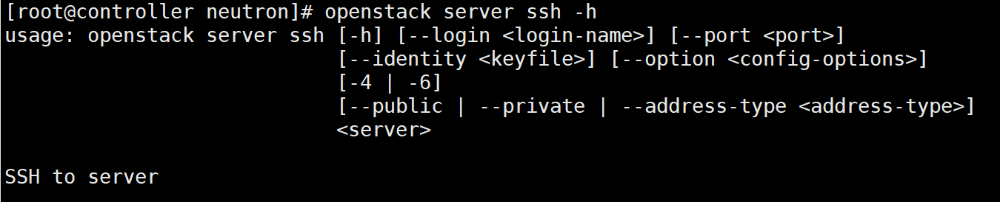 [root@controller neutron]# openstack server ssh -h
usage: openstack server ssh [-h] [--login <login-name>] [--port <port>]
                            [--identity <keyfile>] [--option <config-options>]
                            [-4 | -6]
                            [--public | --private | --address-type <address-type>]
                            <server>

SSH to server